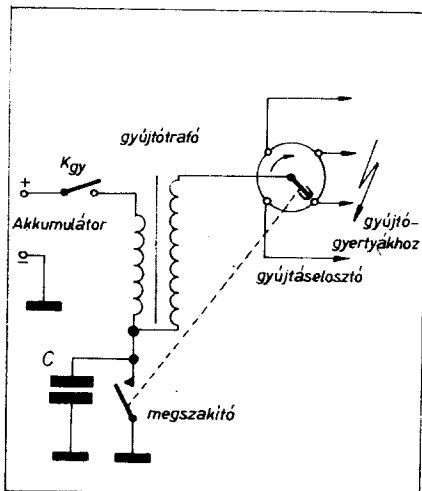 gyújtótrafó
Kgy
+
Akkumulátor
−
gyújtó-
gyertyákhoz
gyújtáselosztó
C
megszakító